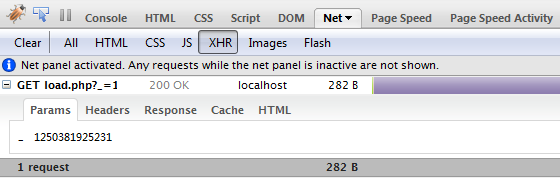 Console HTML CSS Script DOM Net Page Speed Page Speed Activity
Clear All HTML CSS JS XHR Images Flash
Net panel activated. Any requests while the net panel is inactive are not shown.
GET load.php?_=1 200 OK localhost 282 B
Params Headers Response Cache HTML
_ 1250381925231
1 request 282 B